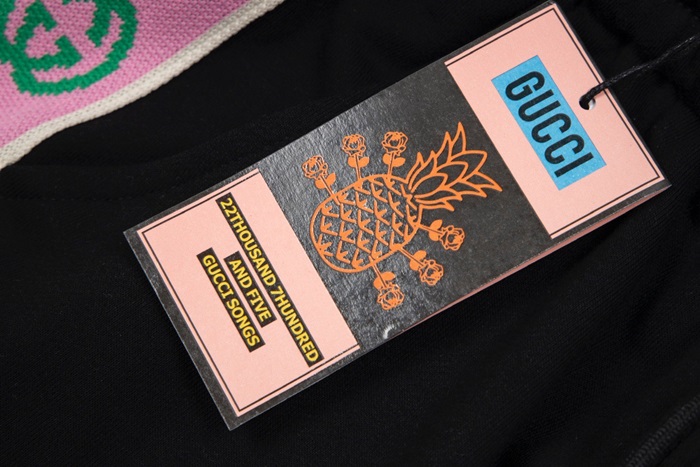 GUCCI
22THOUSAND 7HUNDRED
AND FIVE
GUCCI SONGS